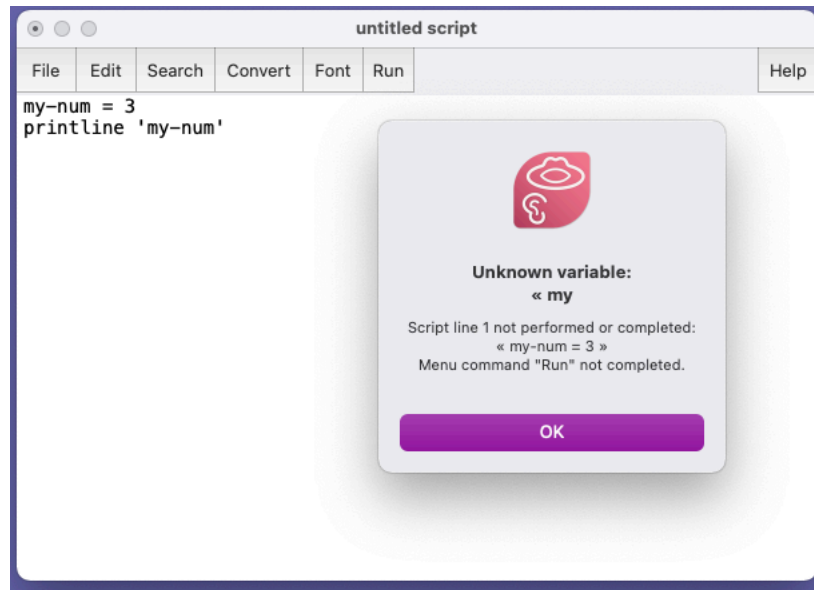 untitled script
File Edit Search Convert Font Run Help
my-num = 3
printline 'my-num'
Unknown variable:
« my
Script line 1 not performed or completed:
« my-num = 3 »
Menu command "Run" not completed.
OK